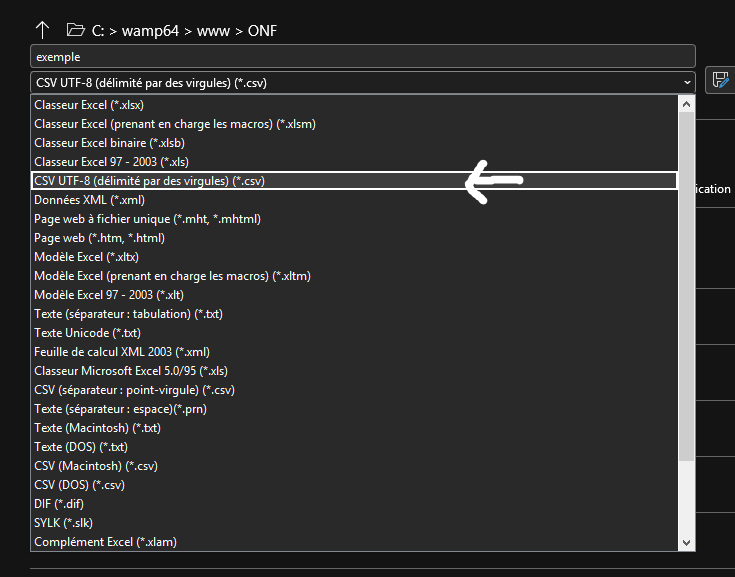 C: > wamp64 > www > ONF
exemple
CSV UTF-8 (délimité par des virgules) (*.csv)
Classeur Excel (*.xlsx)
Classeur Excel (prenant en charge les macros) (*.xlsm)
Classeur Excel binaire (*.xlsb)
Classeur Excel 97 - 2003 (*.xls)
CSV UTF-8 (délimité par des virgules) (*.csv)
ication
Données XML (*.xml)
Page web à fichier unique (*.mht, *.mhtml)
Page web (*.htm, *.html)
Modèle Excel (*.xltx)
Modèle Excel (prenant en charge les macros) (*.xltm)
Modèle Excel 97 - 2003 (*.xlt)
Texte (séparateur : tabulation) (*.txt)
Texte Unicode (*.txt)
Feuille de calcul XML 2003 (*.xml)
Classeur Microsoft Excel 5.0/95 (*.xls)
CSV (séparateur : point-virgule) (*.csv)
Texte (séparateur : espace)(*.prn)
Texte (Macintosh) (*.txt)
Texte (DOS) (*.txt)
CSV (Macintosh) (*.csv)
CSV (DOS) (*.csv)
DIF (*.dif)
SYLK (*.slk)
Complément Excel (*.xlam)